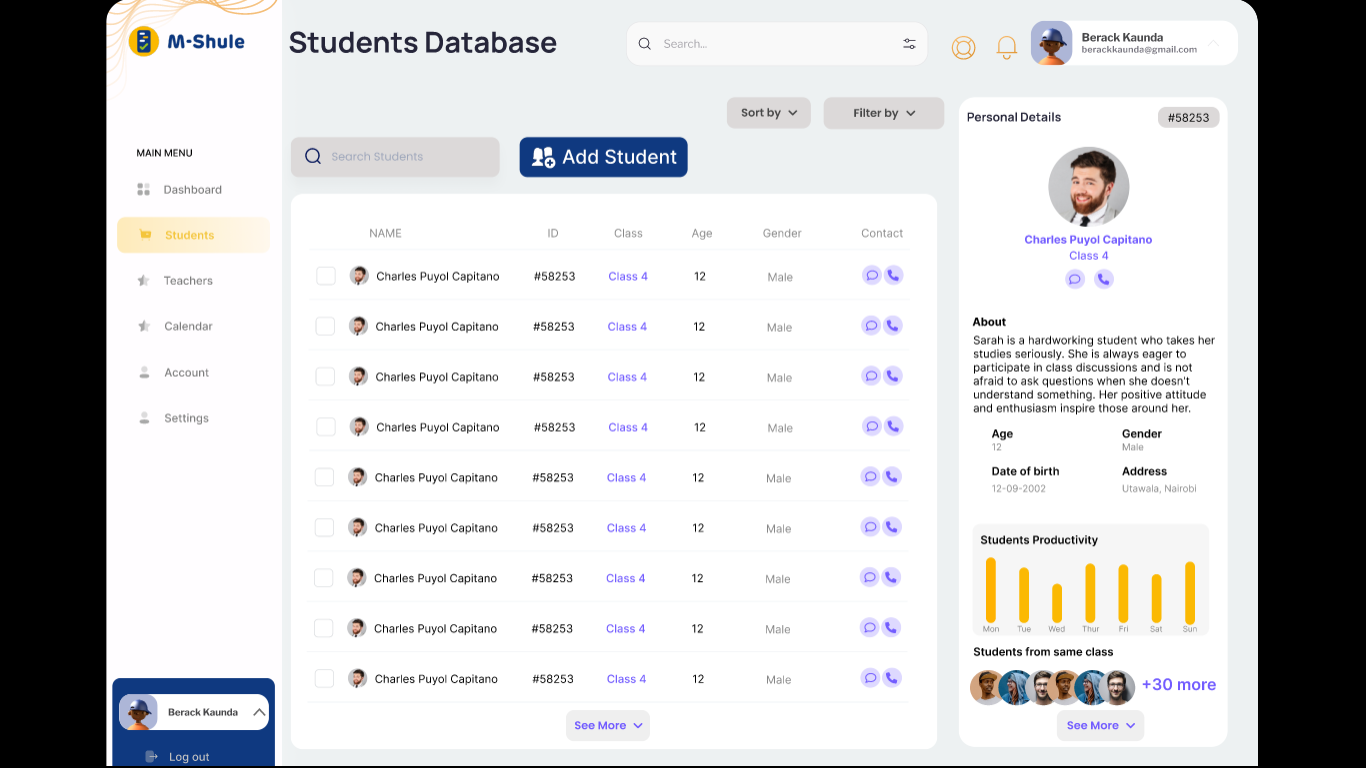 M-Shule
Students Database
Search...
Berack Kaunda
berackkaunda@gmail.com
MAIN MENU
Dashboard
Students
Teachers
Calendar
Account
Settings
Berack Kaunda
Log out
Sort by
Filter by
Search Students
Add Student
NAME ID Class Age Gender Contact
Charles Puyol Capitano #58253 Class 4 12 Male
Charles Puyol Capitano #58253 Class 4 12 Male
Charles Puyol Capitano #58253 Class 4 12 Male
Charles Puyol Capitano #58253 Class 4 12 Male
Charles Puyol Capitano #58253 Class 4 12 Male
Charles Puyol Capitano #58253 Class 4 12 Male
Charles Puyol Capitano #58253 Class 4 12 Male
Charles Puyol Capitano #58253 Class 4 12 Male
Charles Puyol Capitano #58253 Class 4 12 Male
See More
Personal Details #58253
Charles Puyol Capitano
Class 4
About
Sarah is a hardworking student who takes her
studies seriously. She is always eager to
participate in class discussions and is not
afraid to ask questions when she doesn't
understand something. Her positive attitude
and enthusiasm inspire those around her.
Age Gender
12 Male
Date of birth Address
12-09-2002 Utawala, Nairobi
Students Productivity
Mon Tue Wed Thur Fri Sat Sun
Students from same class
+30 more
See More